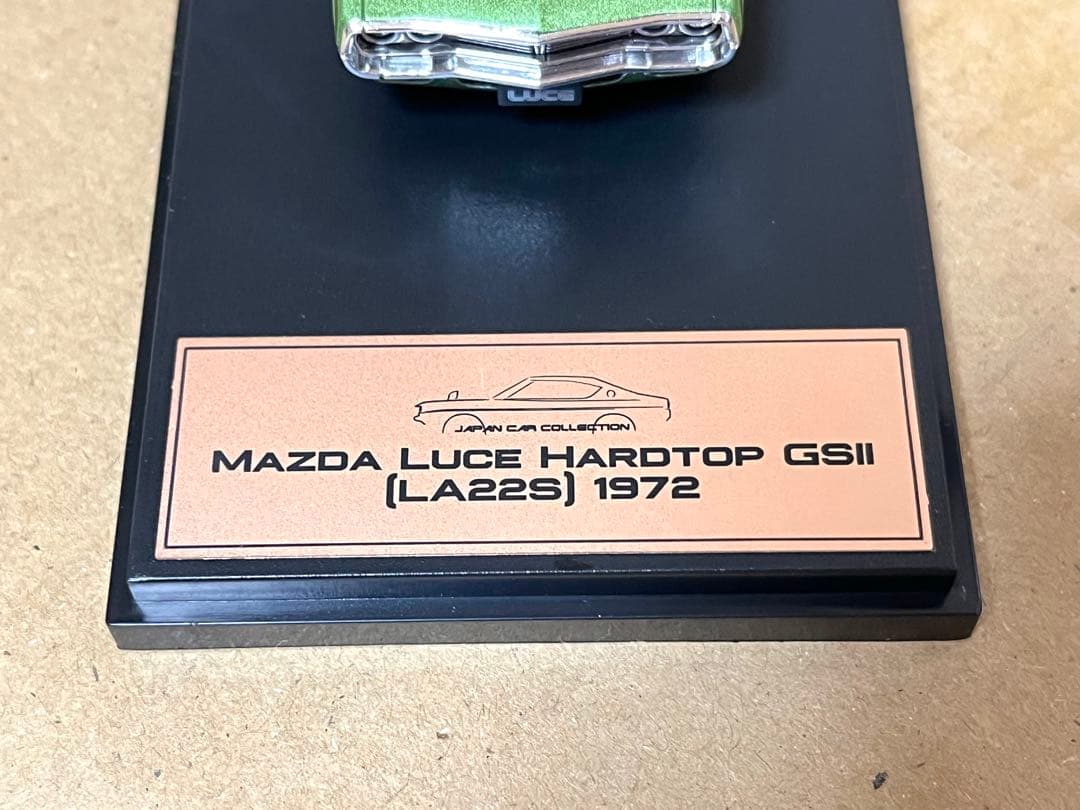 LUCE
JAPAN CAR COLLECTION
MAZDA LUCE HARDTOP GSII
(LA22S) 1972